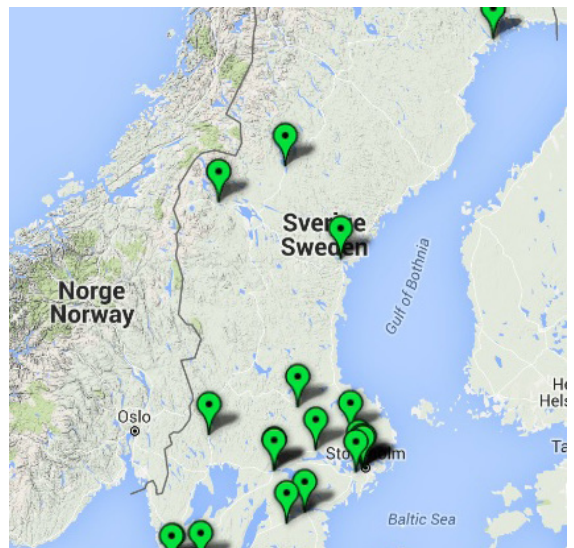 Sverige
Sweden
Norge
Norway
Gulf of Bothnia
Oslo
Baltic Sea